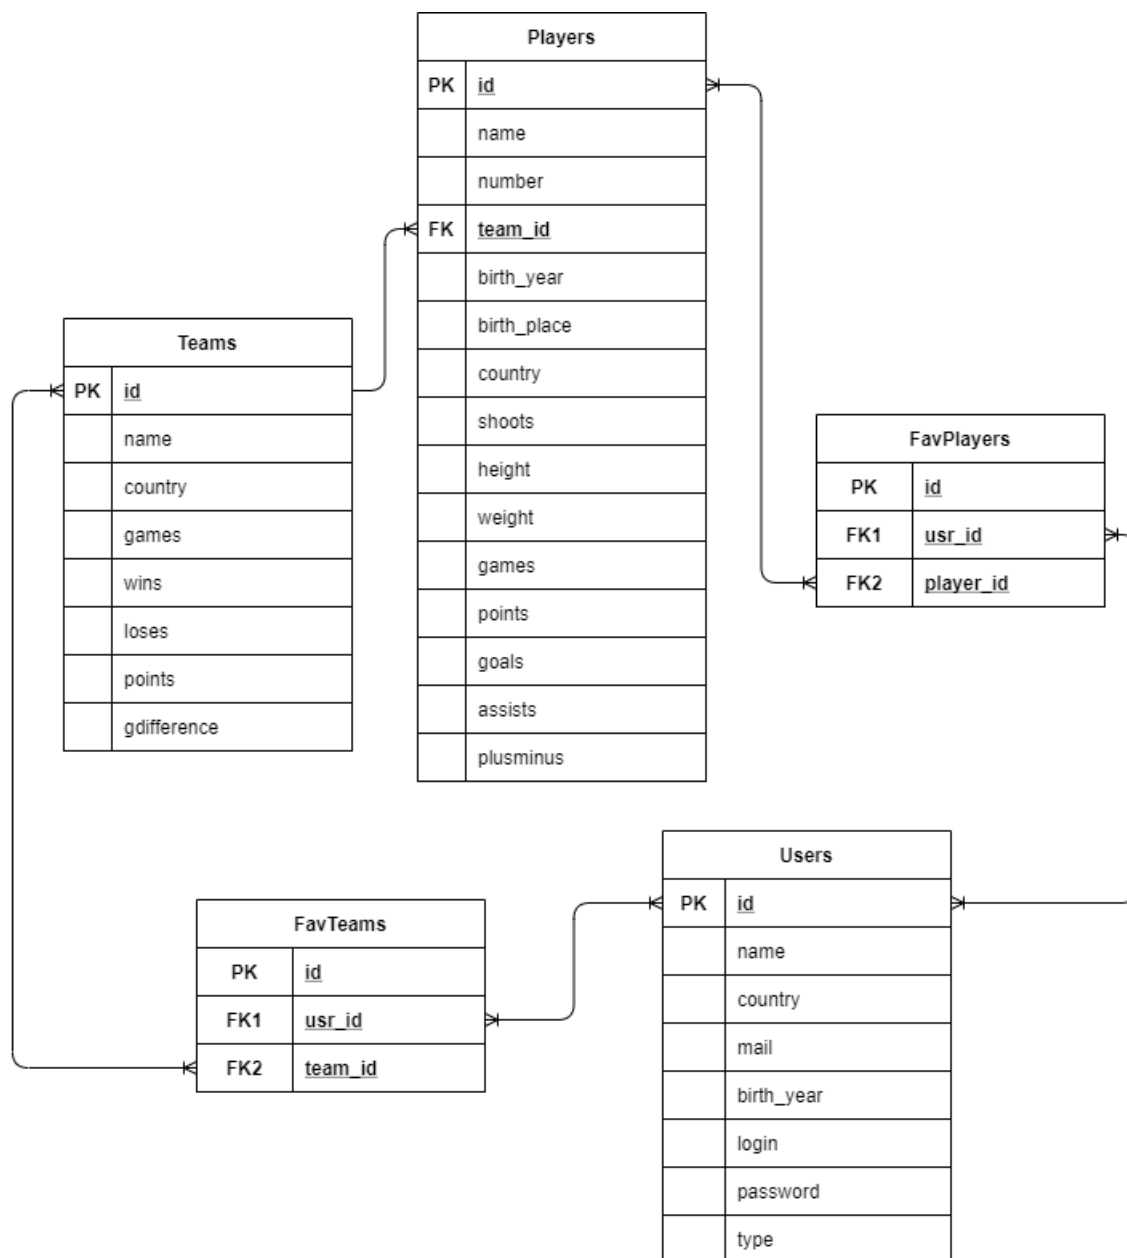 Players
PK id
name
number
FK team_id
birth_year
birth_place
country
shoots
height
weight
games
points
goals
assists
plusminus
Teams
PK id
name
country
games
wins
loses
points
gdifference
FavPlayers
PK id
FK1 usr_id
FK2 player_id
FavTeams
PK id
FK1 usr_id
FK2 team_id
Users
PK id
name
country
mail
birth_year
login
password
type